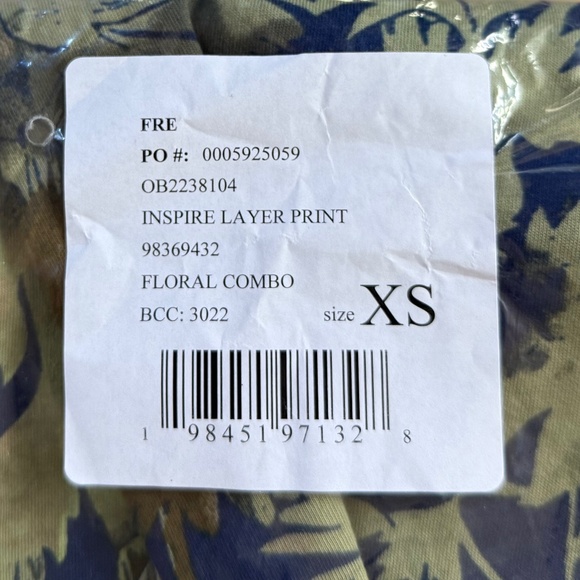 FRE
PO #: 0005925059
OB2238104
INSPIRE LAYER PRINT
98369432
FLORAL COMBO
BCC: 3022 size XS
1 98451 97132 8